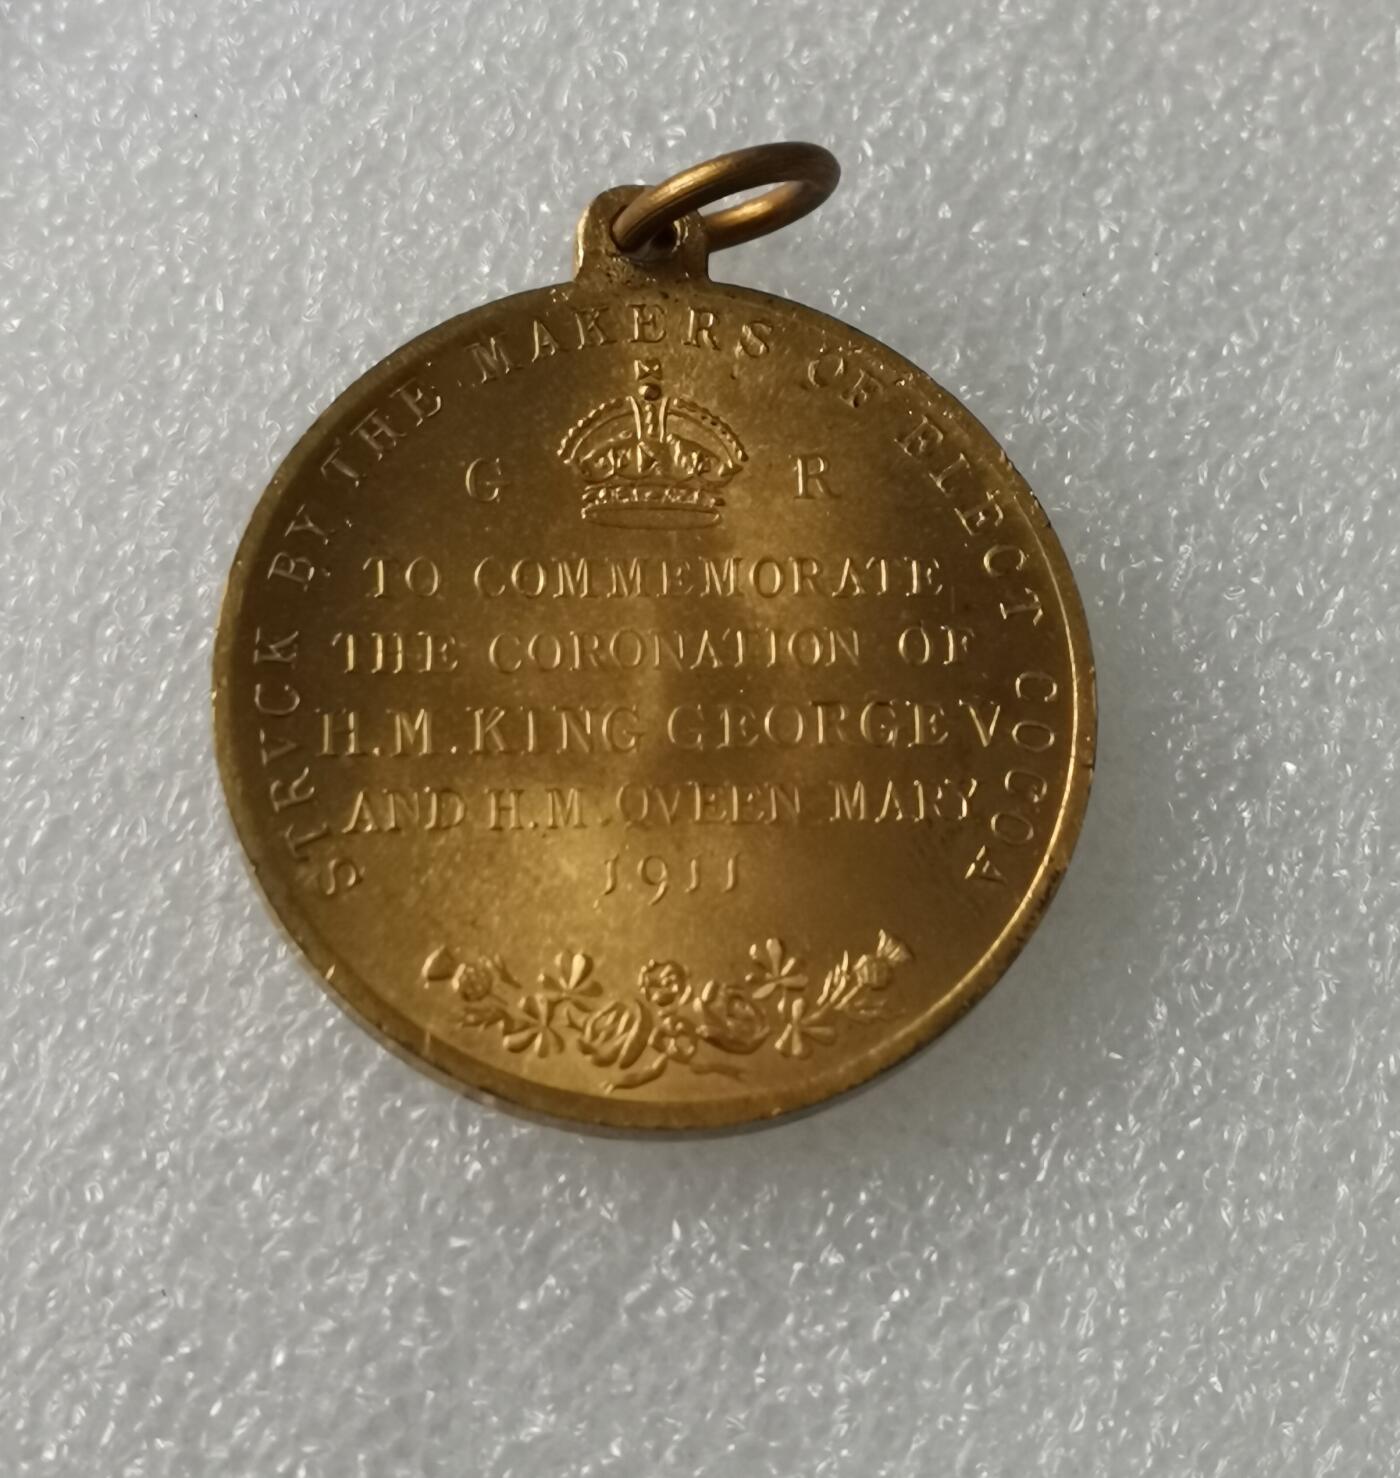 STRVCK BY THE MAKERS OF ELECT COCOA
G R
TO COMMEMORATE
THE CORONATION OF
H.M. KING GEORGE V
AND H.M. QVEEN MARY
1911